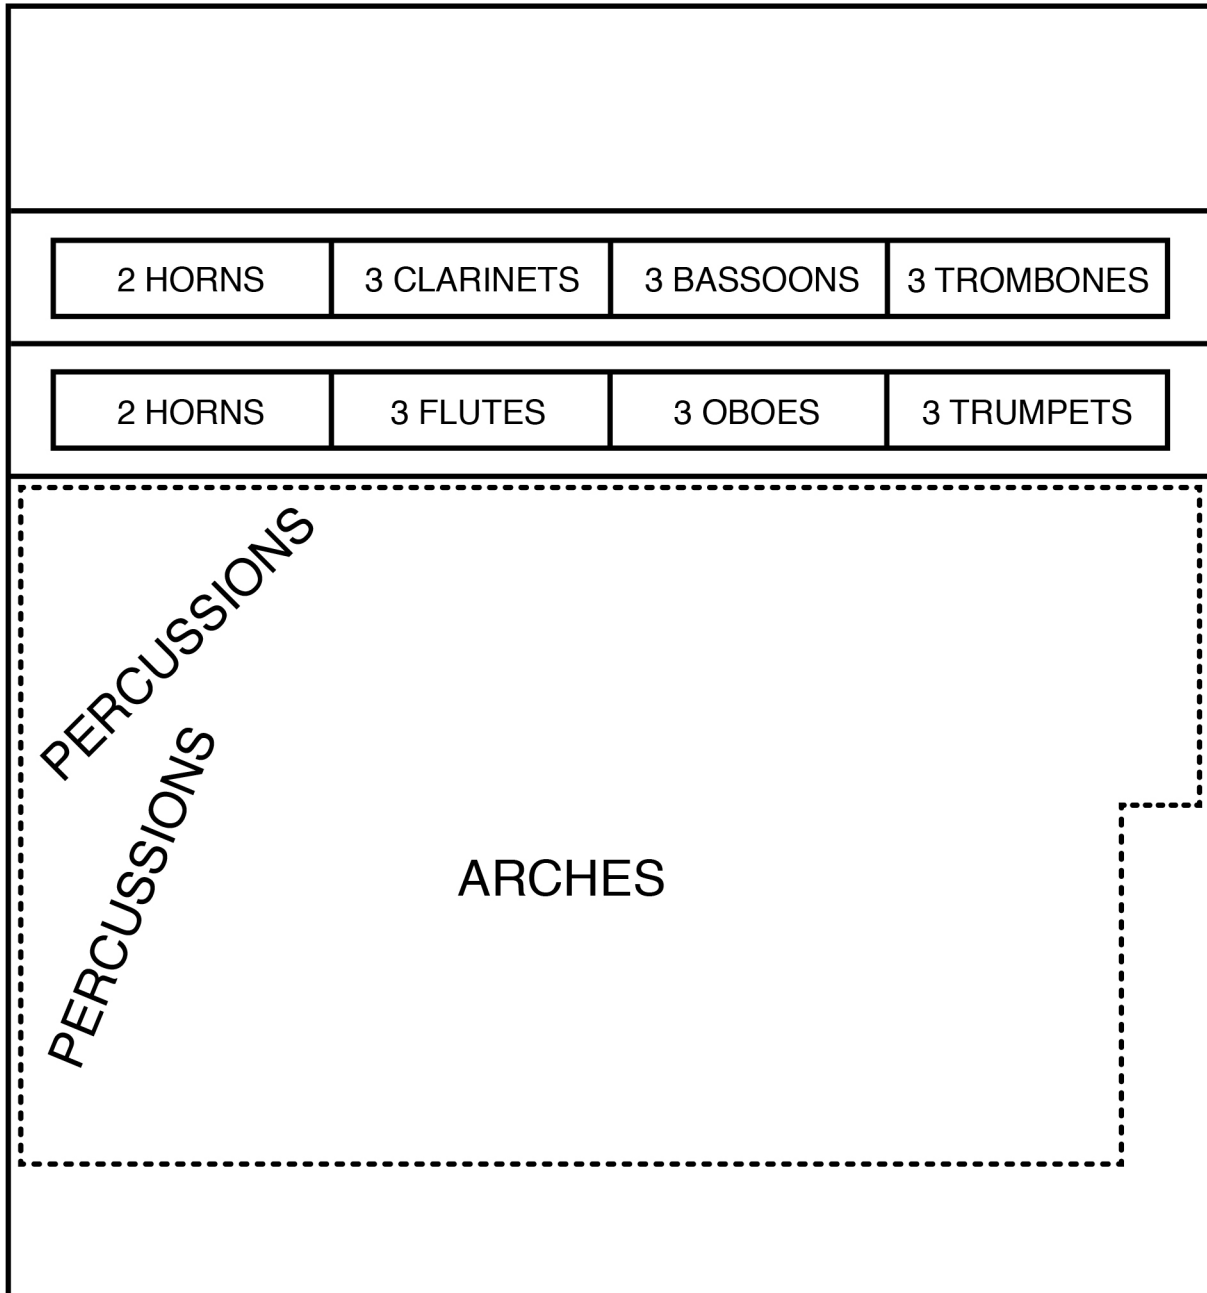 2 HORNS
3 CLARINETS
3 BASSOONS
3 TROMBONES
2 HORNS
3 FLUTES
3 OBOES
3 TRUMPETS
PERCUSSIONS
PERCUSSIONS
ARCHES